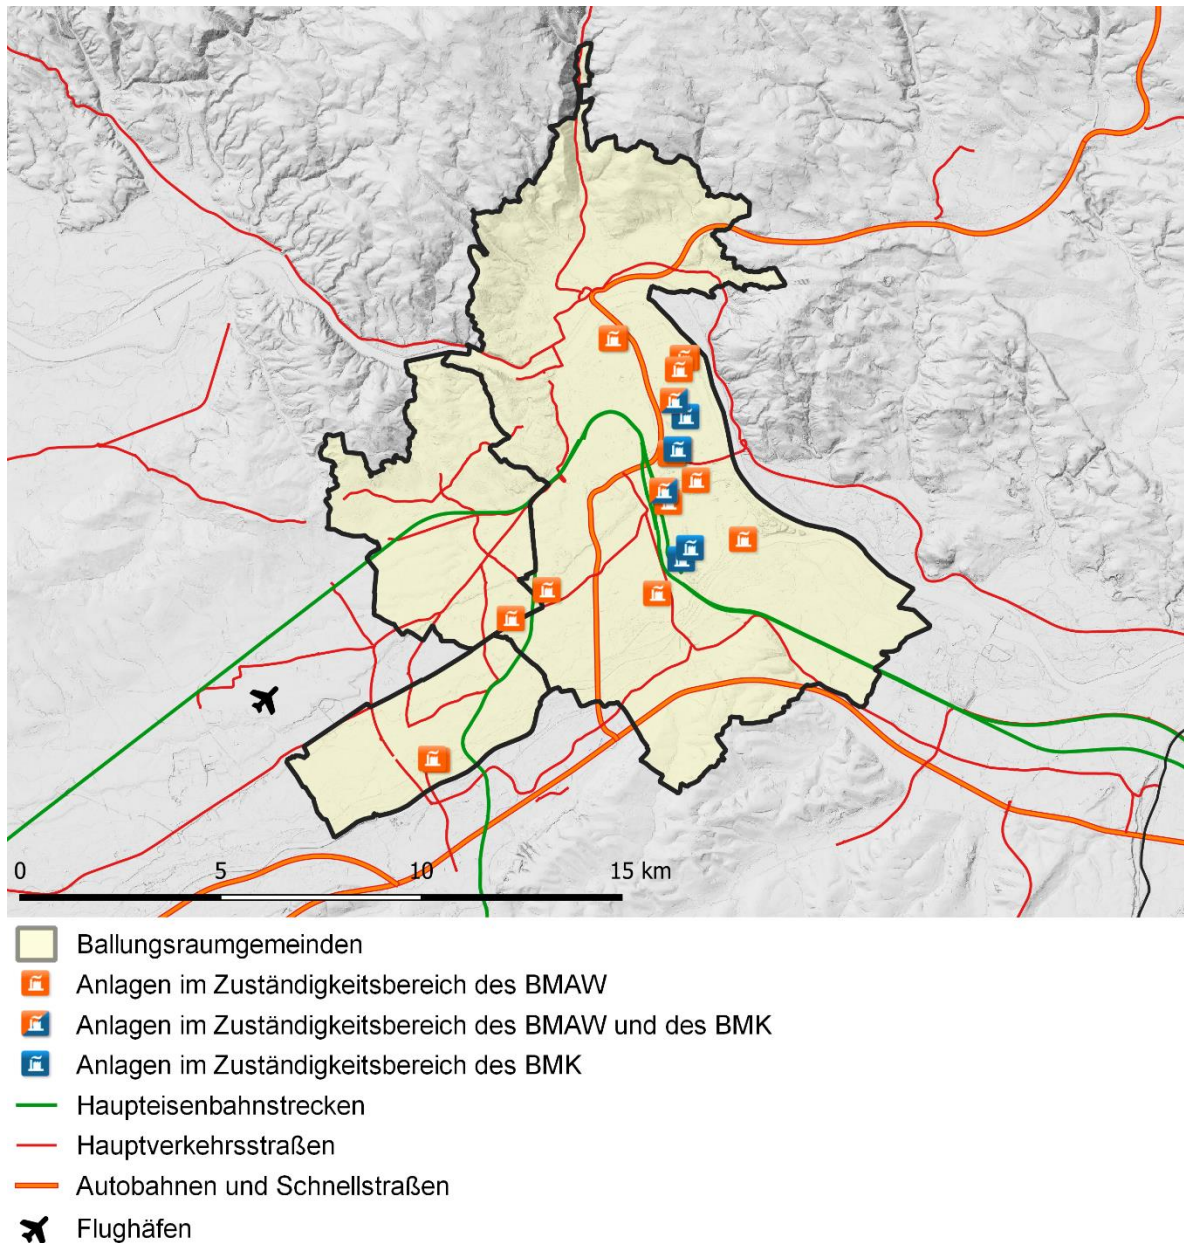 0 5 10 15 km
Ballungsraumgemeinden
Anlagen im Zuständigkeitsbereich des BMAW
Anlagen im Zuständigkeitsbereich des BMAW und des BMK
Anlagen im Zuständigkeitsbereich des BMK
Haupteisenbahnstrecken
Hauptverkehrsstraßen
Autobahnen und Schnellstraßen
Flughäfen